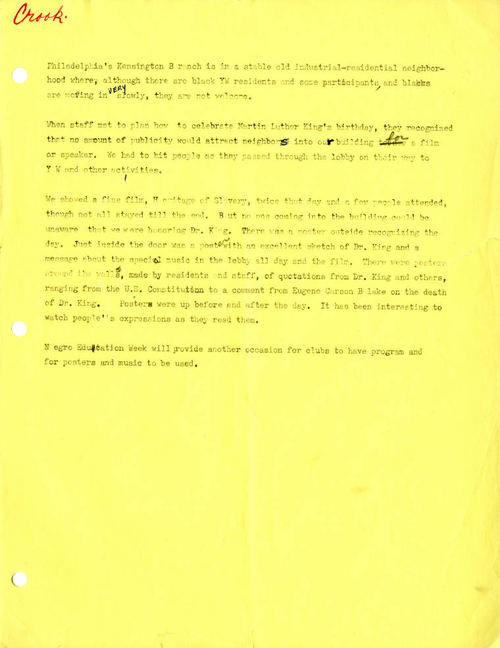 Crook.
Philadelphia's Kensington B ranch is in a stable old industrial-residential neighbor-
hood where, although there are black YW residents and some participants, and blabks
are moving in VERY slowly, they are not welcome.
When staff met to plan how to celebrate Martin Luther King's birthday, they recognized
that no amount of publicity would attract neighbors into our building for a film
or speaker. We had to hit people as they passed through the lobby on their way to
Y W and other activities.
We showed a fine film, H eritage of Slavery, twice that day and a few people attended,
though not all stayed till the end. B ut no one coming into the building could be
unaware that we were honoring Dr. King. There was a poster outside recognizing the
day. Just inside the door was a poster with an excellent sketch of Dr. King and a
message about the special music in the lobby all day and the film. There were posters
around the walls, made by residents and staff, of quotations from Dr. King and others,
ranging from the U.S. Constitution to a comment from Eugene Carson B lake on the death
of Dr. King. Posters were up before and after the day. It has been interesting to
watch people''s expressions as they read them.
N egro Education Week will provide another occasion for clubs to have program and
for posters and music to be used.